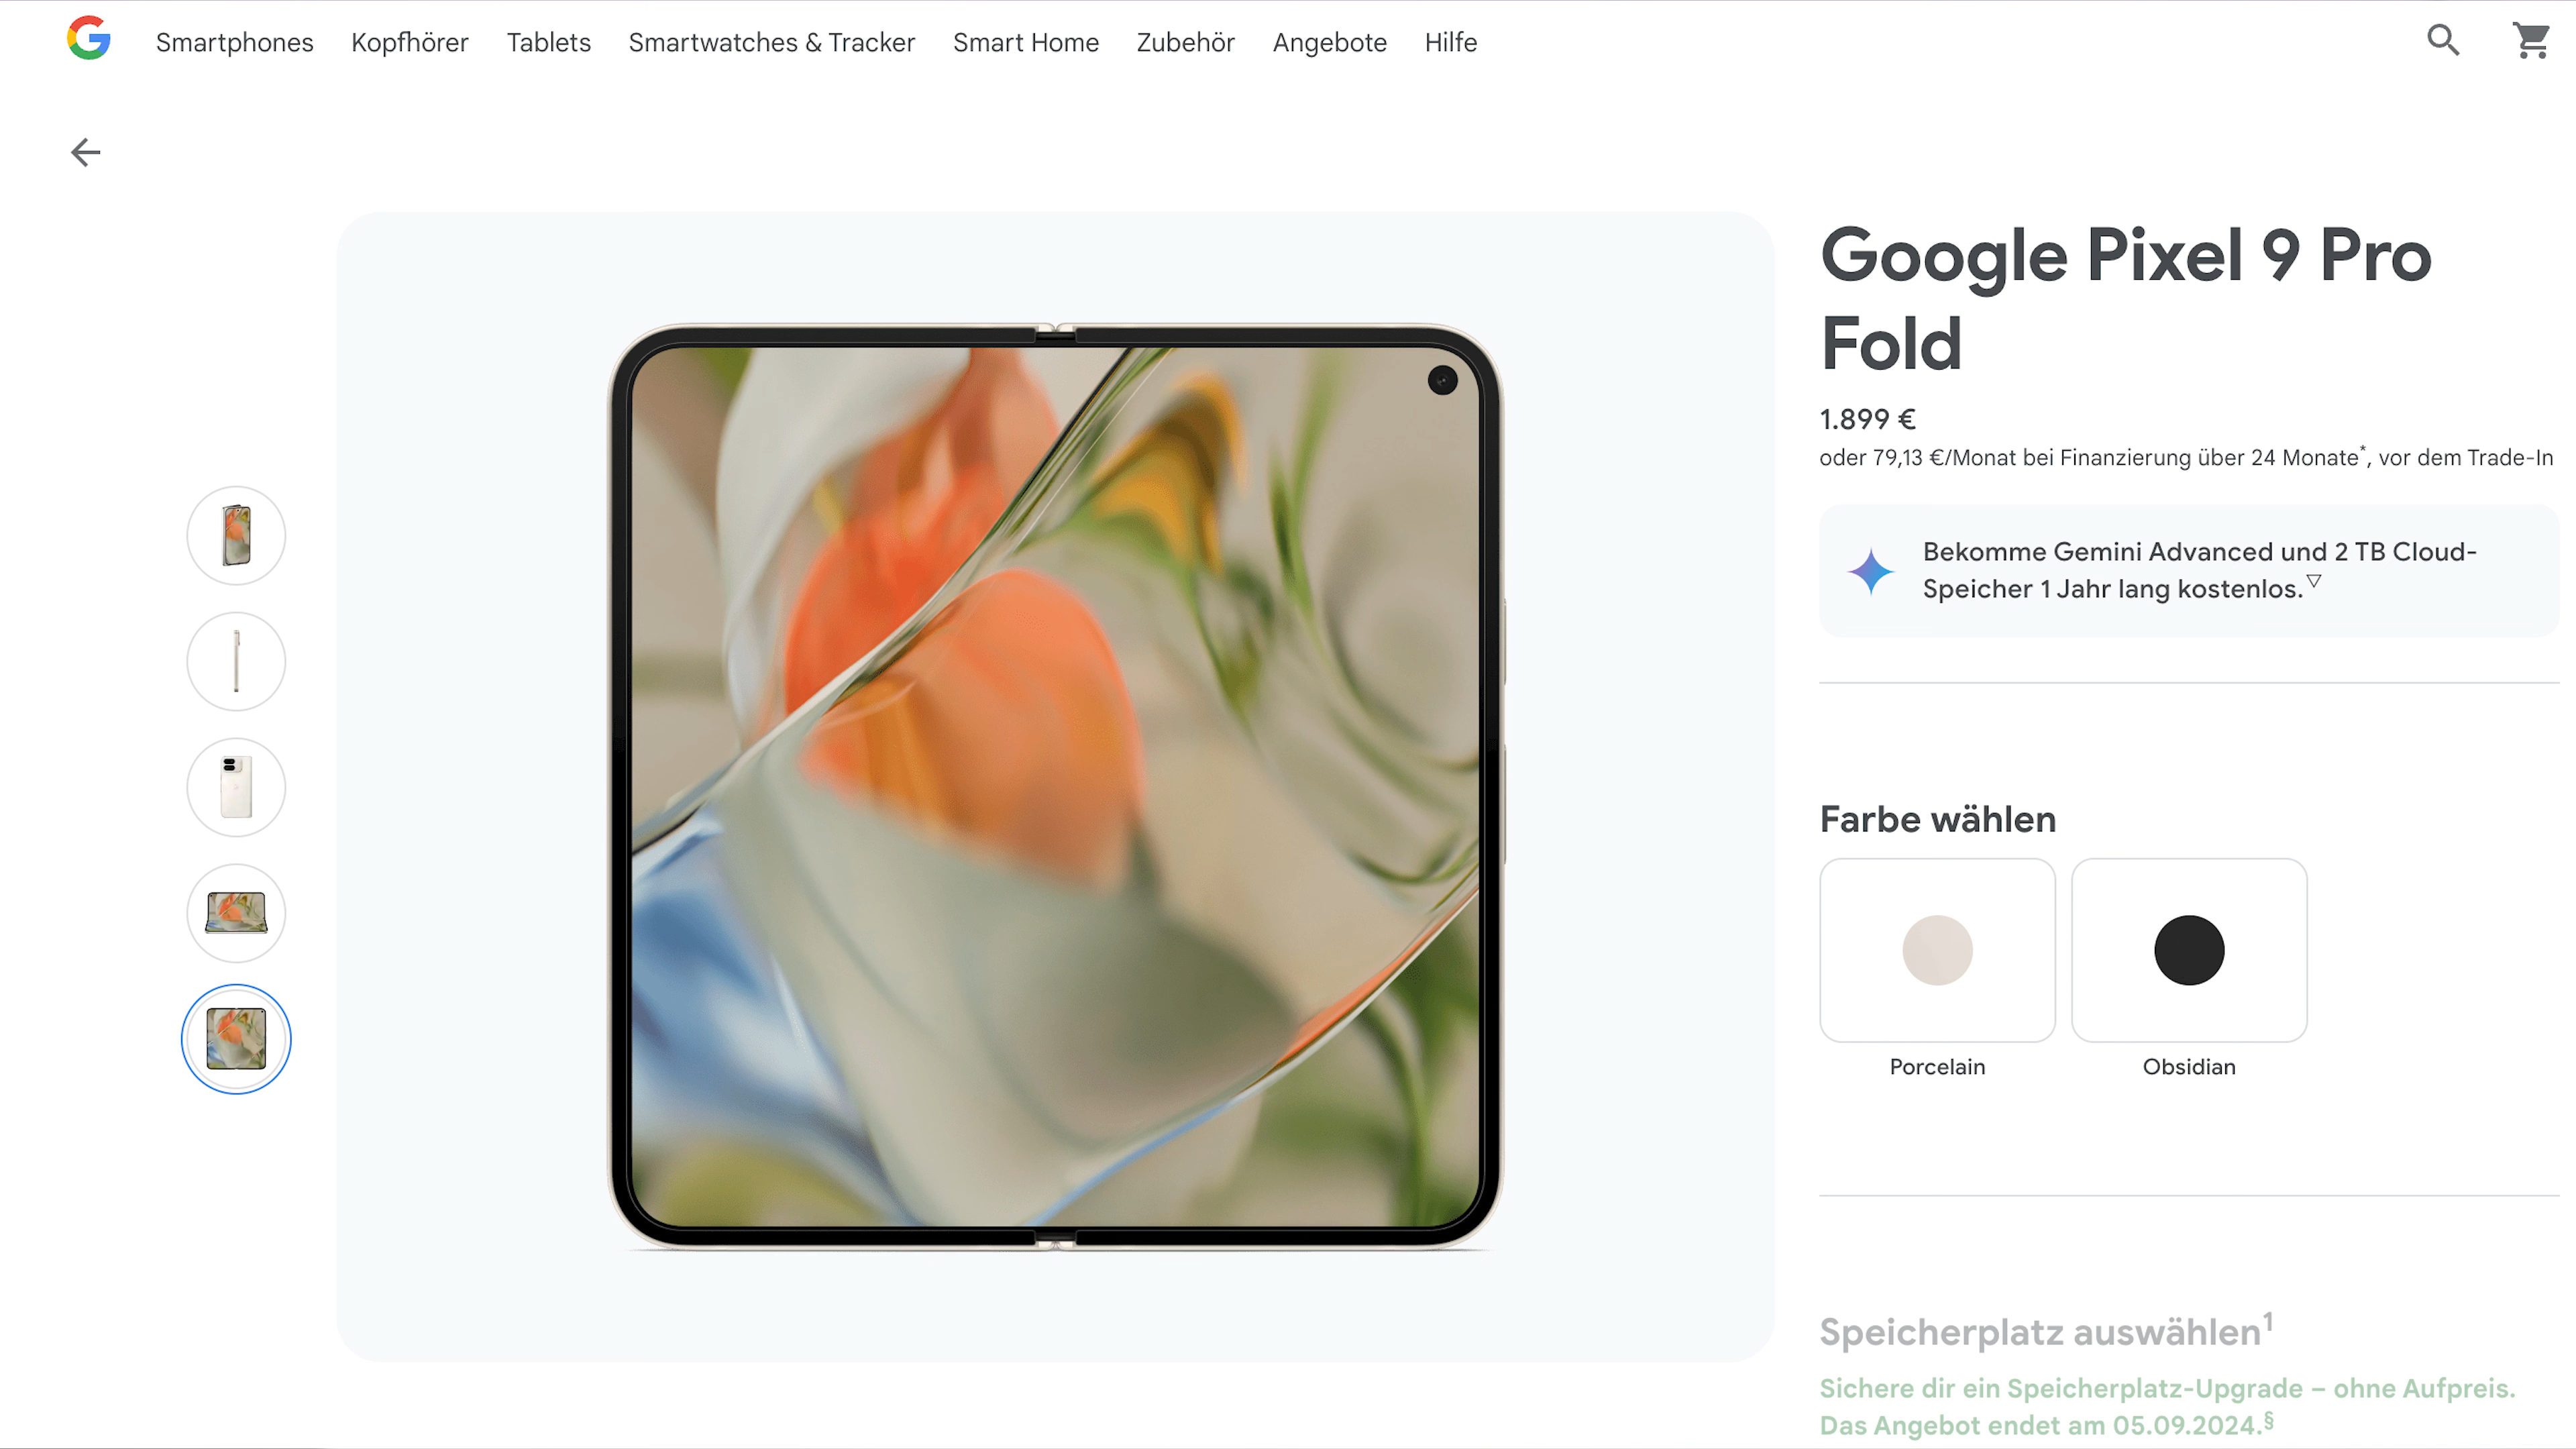 Smartphones Kopfhörer Tablets Smartwatches & Tracker Smart Home Zubehör Angebote Hilfe
Google Pixel 9 Pro
Fold
1.899 €
oder 79,13 €/Monat bei Finanzierung über 24 Monate*, vor dem Trade-In
Bekomme Gemini Advanced und 2 TB Cloud-
Speicher 1 Jahr lang kostenlos.▽
Farbe wählen
Porcelain Obsidian
Speicherplatz auswählen¹
Sichere dir ein Speicherplatz-Upgrade – ohne Aufpreis.
Das Angebot endet am 05.09.2024.§